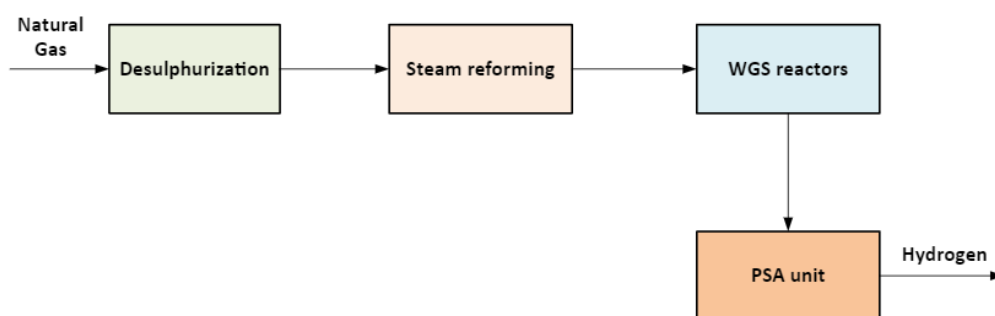 Natural
Gas
Desulphurization
Steam reforming
WGS reactors
PSA unit
Hydrogen